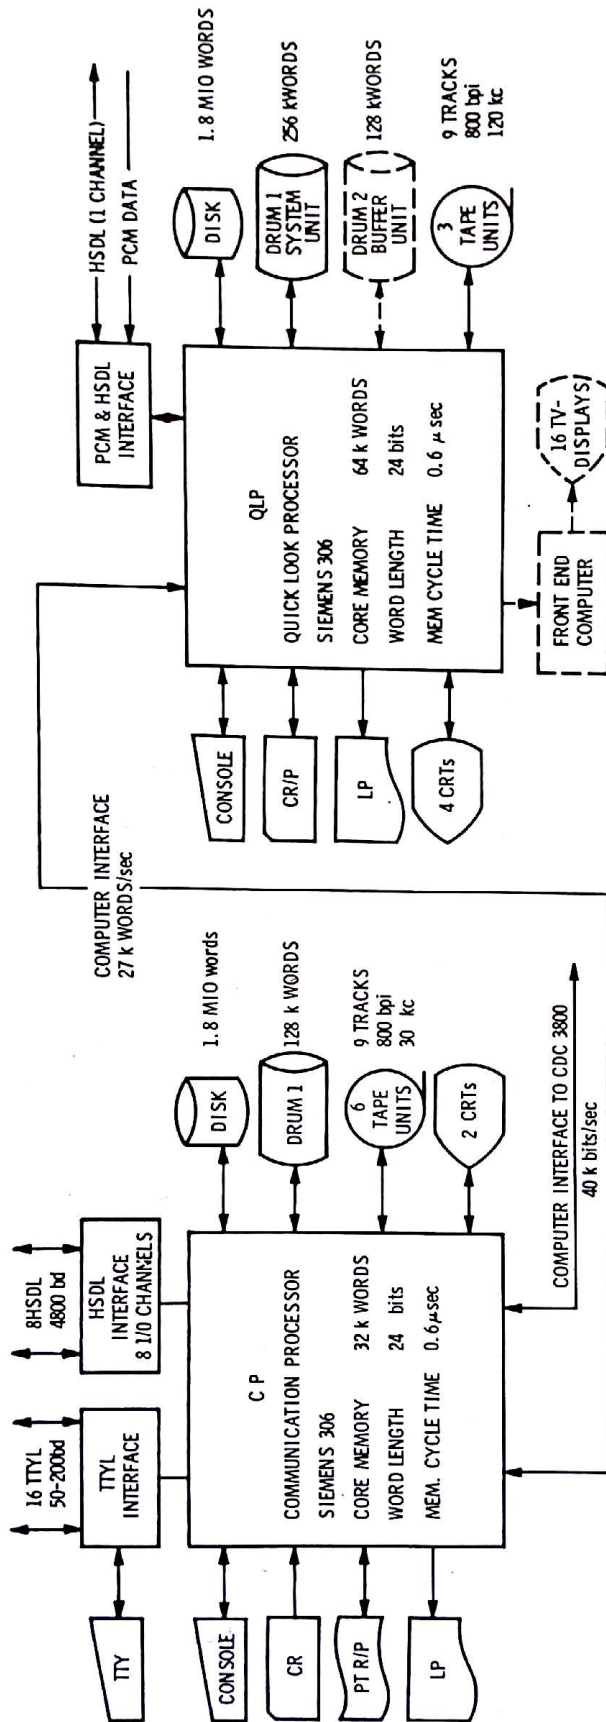 16 TTYL
50-200bd
8HSDL
4800 bd
TTY
TTYL
INTERFACE
HSDL
INTERFACE
8 I/O CHANNELS
CONSOLE
CR
PT R/P
LP
C P
COMMUNICATION PROCESSOR
SIEMENS 306
CORE MEMORY 32 k WORDS
WORD LENGTH 24 bits
MEM. CYCLE TIME 0.6 μsec
DISK
1.8 MIO words
DRUM 1
128 k WORDS
6
TAPE
UNITS
9 TRACKS
800 bpi
30 kc
2 CRTs
COMPUTER INTERFACE TO CDC 3800
40 k bits/sec
COMPUTER INTERFACE
27 k WORDS/sec
HSDL (1 CHANNEL)
PCM DATA
PCM & HSDL
INTERFACE
CONSOLE
CR/P
LP
4 CRTs
QLP
QUICK LOOK PROCESSOR
SIEMENS 306
CORE MEMORY 64 k WORDS
WORD LENGTH 24 bits
MEM CYCLE TIME 0.6 μ sec
DISK
1.8 MIO WORDS
DRUM 1
SYSTEM
UNIT
256 kWORDS
DRUM 2
BUFFER
UNIT
128 kWORDS
3
TAPE
UNITS
9 TRACKS
800 bpi
120 kc
FRONT END
COMPUTER
16 TV-
DISPLAYS